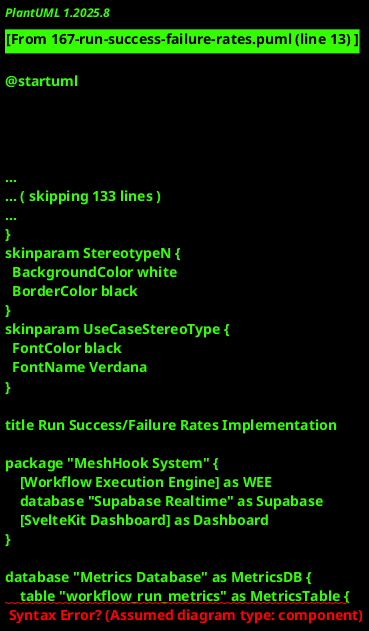 PlantUML 1.2025.8
[From 167-run-success-failure-rates.puml (line 13) ]
@startuml
...
... ( skipping 133 lines )
...
}
skinparam StereotypeN {
BackgroundColor white
BorderColor black
}
skinparam UseCaseStereoType {
FontColor black
FontName Verdana
}
title Run Success/Failure Rates Implementation
package "MeshHook System" {
[Workflow Execution Engine] as WEE
database "Supabase Realtime" as Supabase
[SvelteKit Dashboard] as Dashboard
}
database "Metrics Database" as MetricsDB {
table "workflow_run_metrics" as MetricsTable {
Syntax Error? (Assumed diagram type: component)